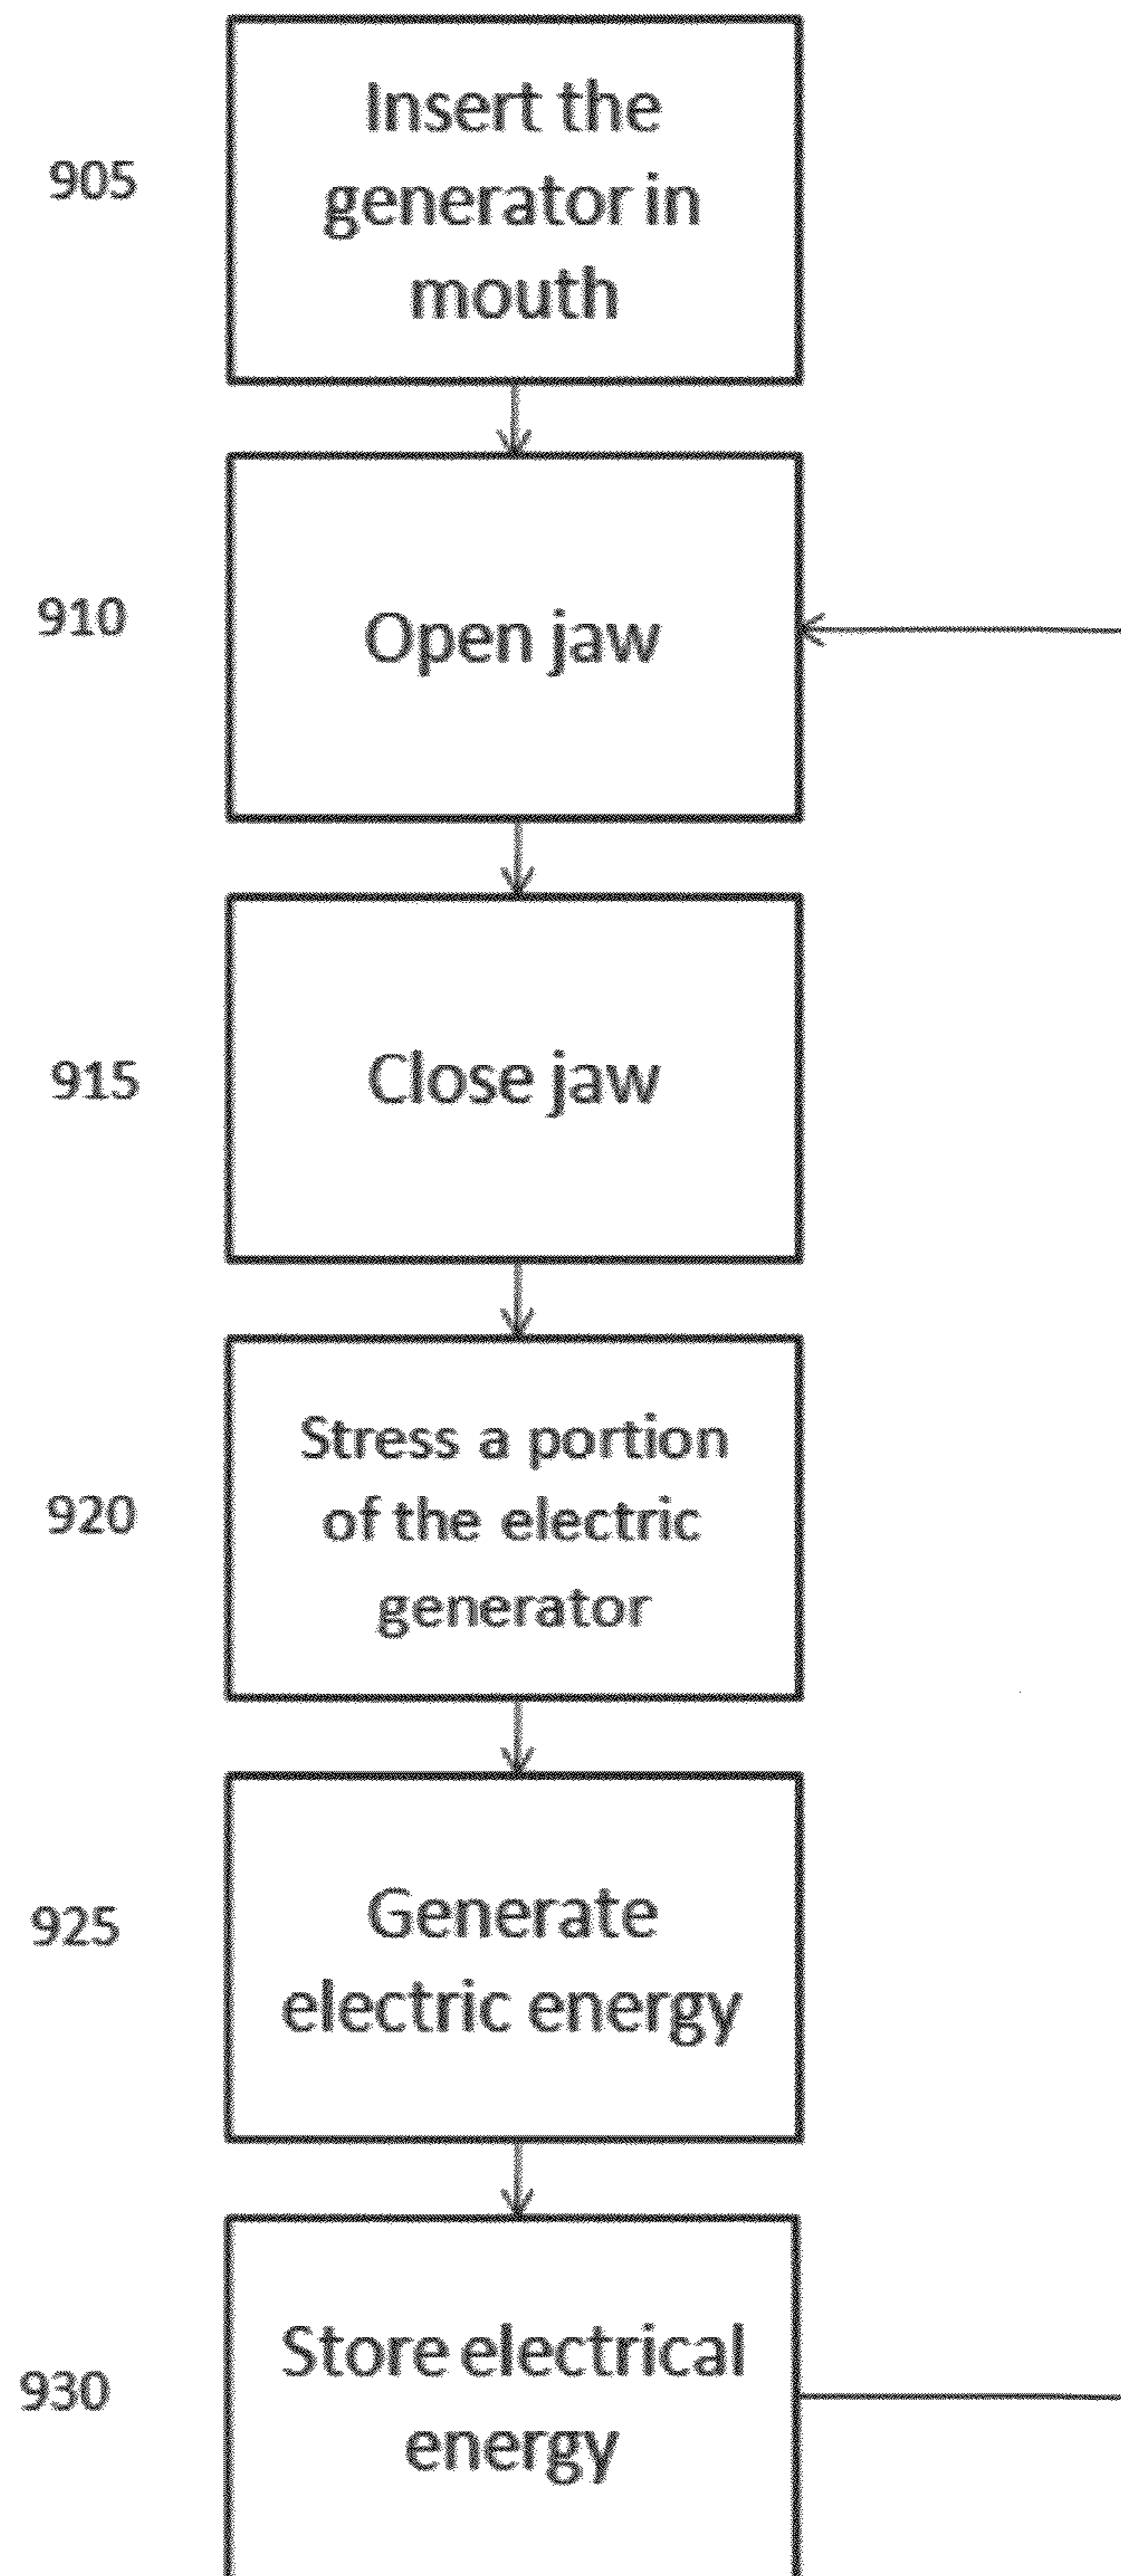 905
Insert the
generator in
mouth
910
Open jaw
915
Close jaw
920
Stress a portion
of the electric
generator
925
Generate
electric energy
930
Store electrical
energy